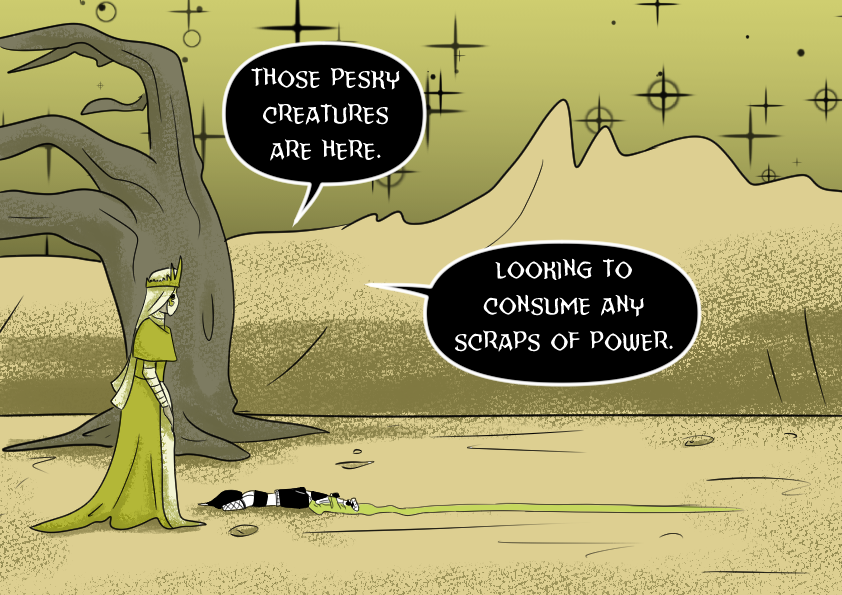 THOSE PESKY
CREATURES
ARE HERE.
LOOKING TO
CONSUME ANY
SCRAPS OF POWER.